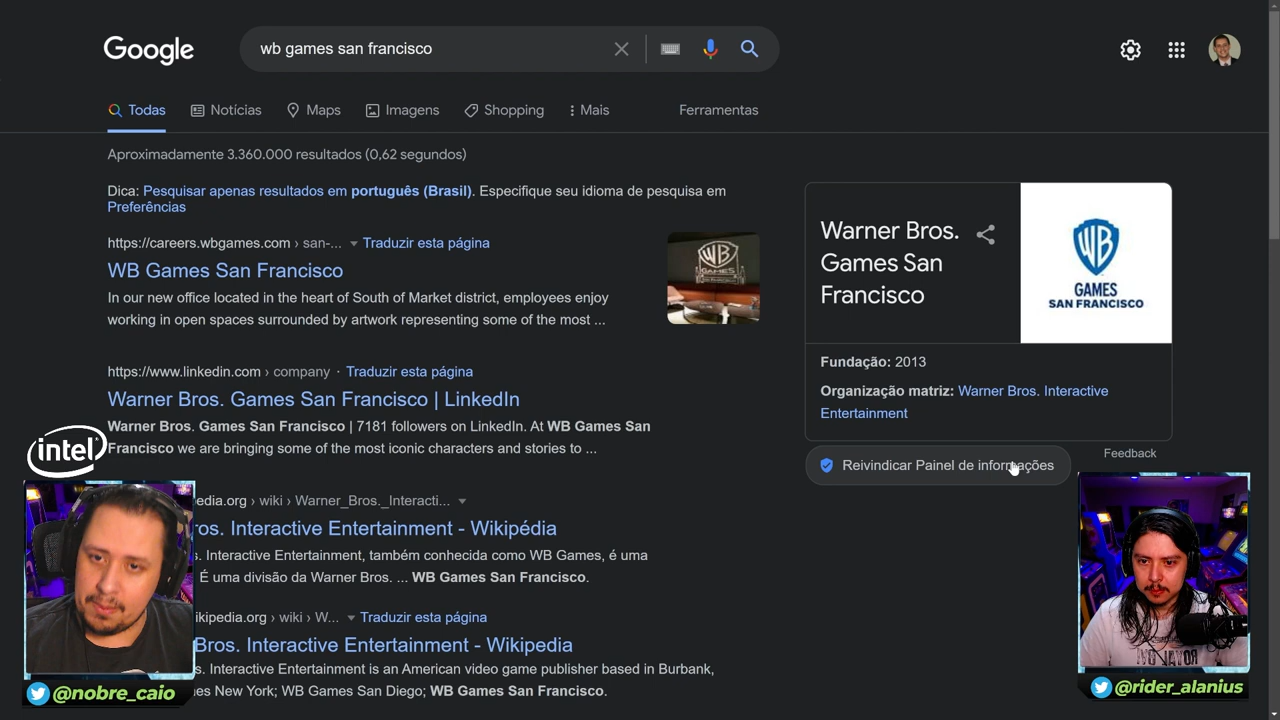 Google
wb games san francisco
Todas
Notícias
Maps
Imagens
Shopping
Mais
Ferramentas
Aproximadamente 3.360.000 resultados (0,62 segundos)
Dica: Pesquisar apenas resultados em português (Brasil). Especifique seu idioma de pesquisa em
Preferências
https://careers.wbgames.com › san-... Traduzir esta página
WB Games San Francisco
In our new office located in the heart of South of Market district, employees enjoy
working in open spaces surrounded by artwork representing some of the most ...
WB
GAMES
https://www.linkedin.com › company · Traduzir esta página
Warner Bros. Games San Francisco | LinkedIn
Warner Bros. Games San Francisco | 7181 followers on LinkedIn. At WB Games San
Francisco we are bringing some of the most iconic characters and stories to ...
edia.org › wiki › Warner_Bros._Interacti...
ros. Interactive Entertainment - Wikipédia
s. Interactive Entertainment, também conhecida como WB Games, é uma
É uma divisão da Warner Bros. ... WB Games San Francisco.
ikipedia.org › wiki › W... Traduzir esta página
Bros. Interactive Entertainment - Wikipedia
s. Interactive Entertainment is an American video game publisher based in Burbank,
es New York; WB Games San Diego; WB Games San Francisco.
Warner Bros.
Games San
Francisco
WB
GAMES
SAN FRANCISCO
Fundação: 2013
Organização matriz: Warner Bros. Interactive
Entertainment
Feedback
Reivindicar Painel de informações
intel
@nobre_caio
@rider_alanius